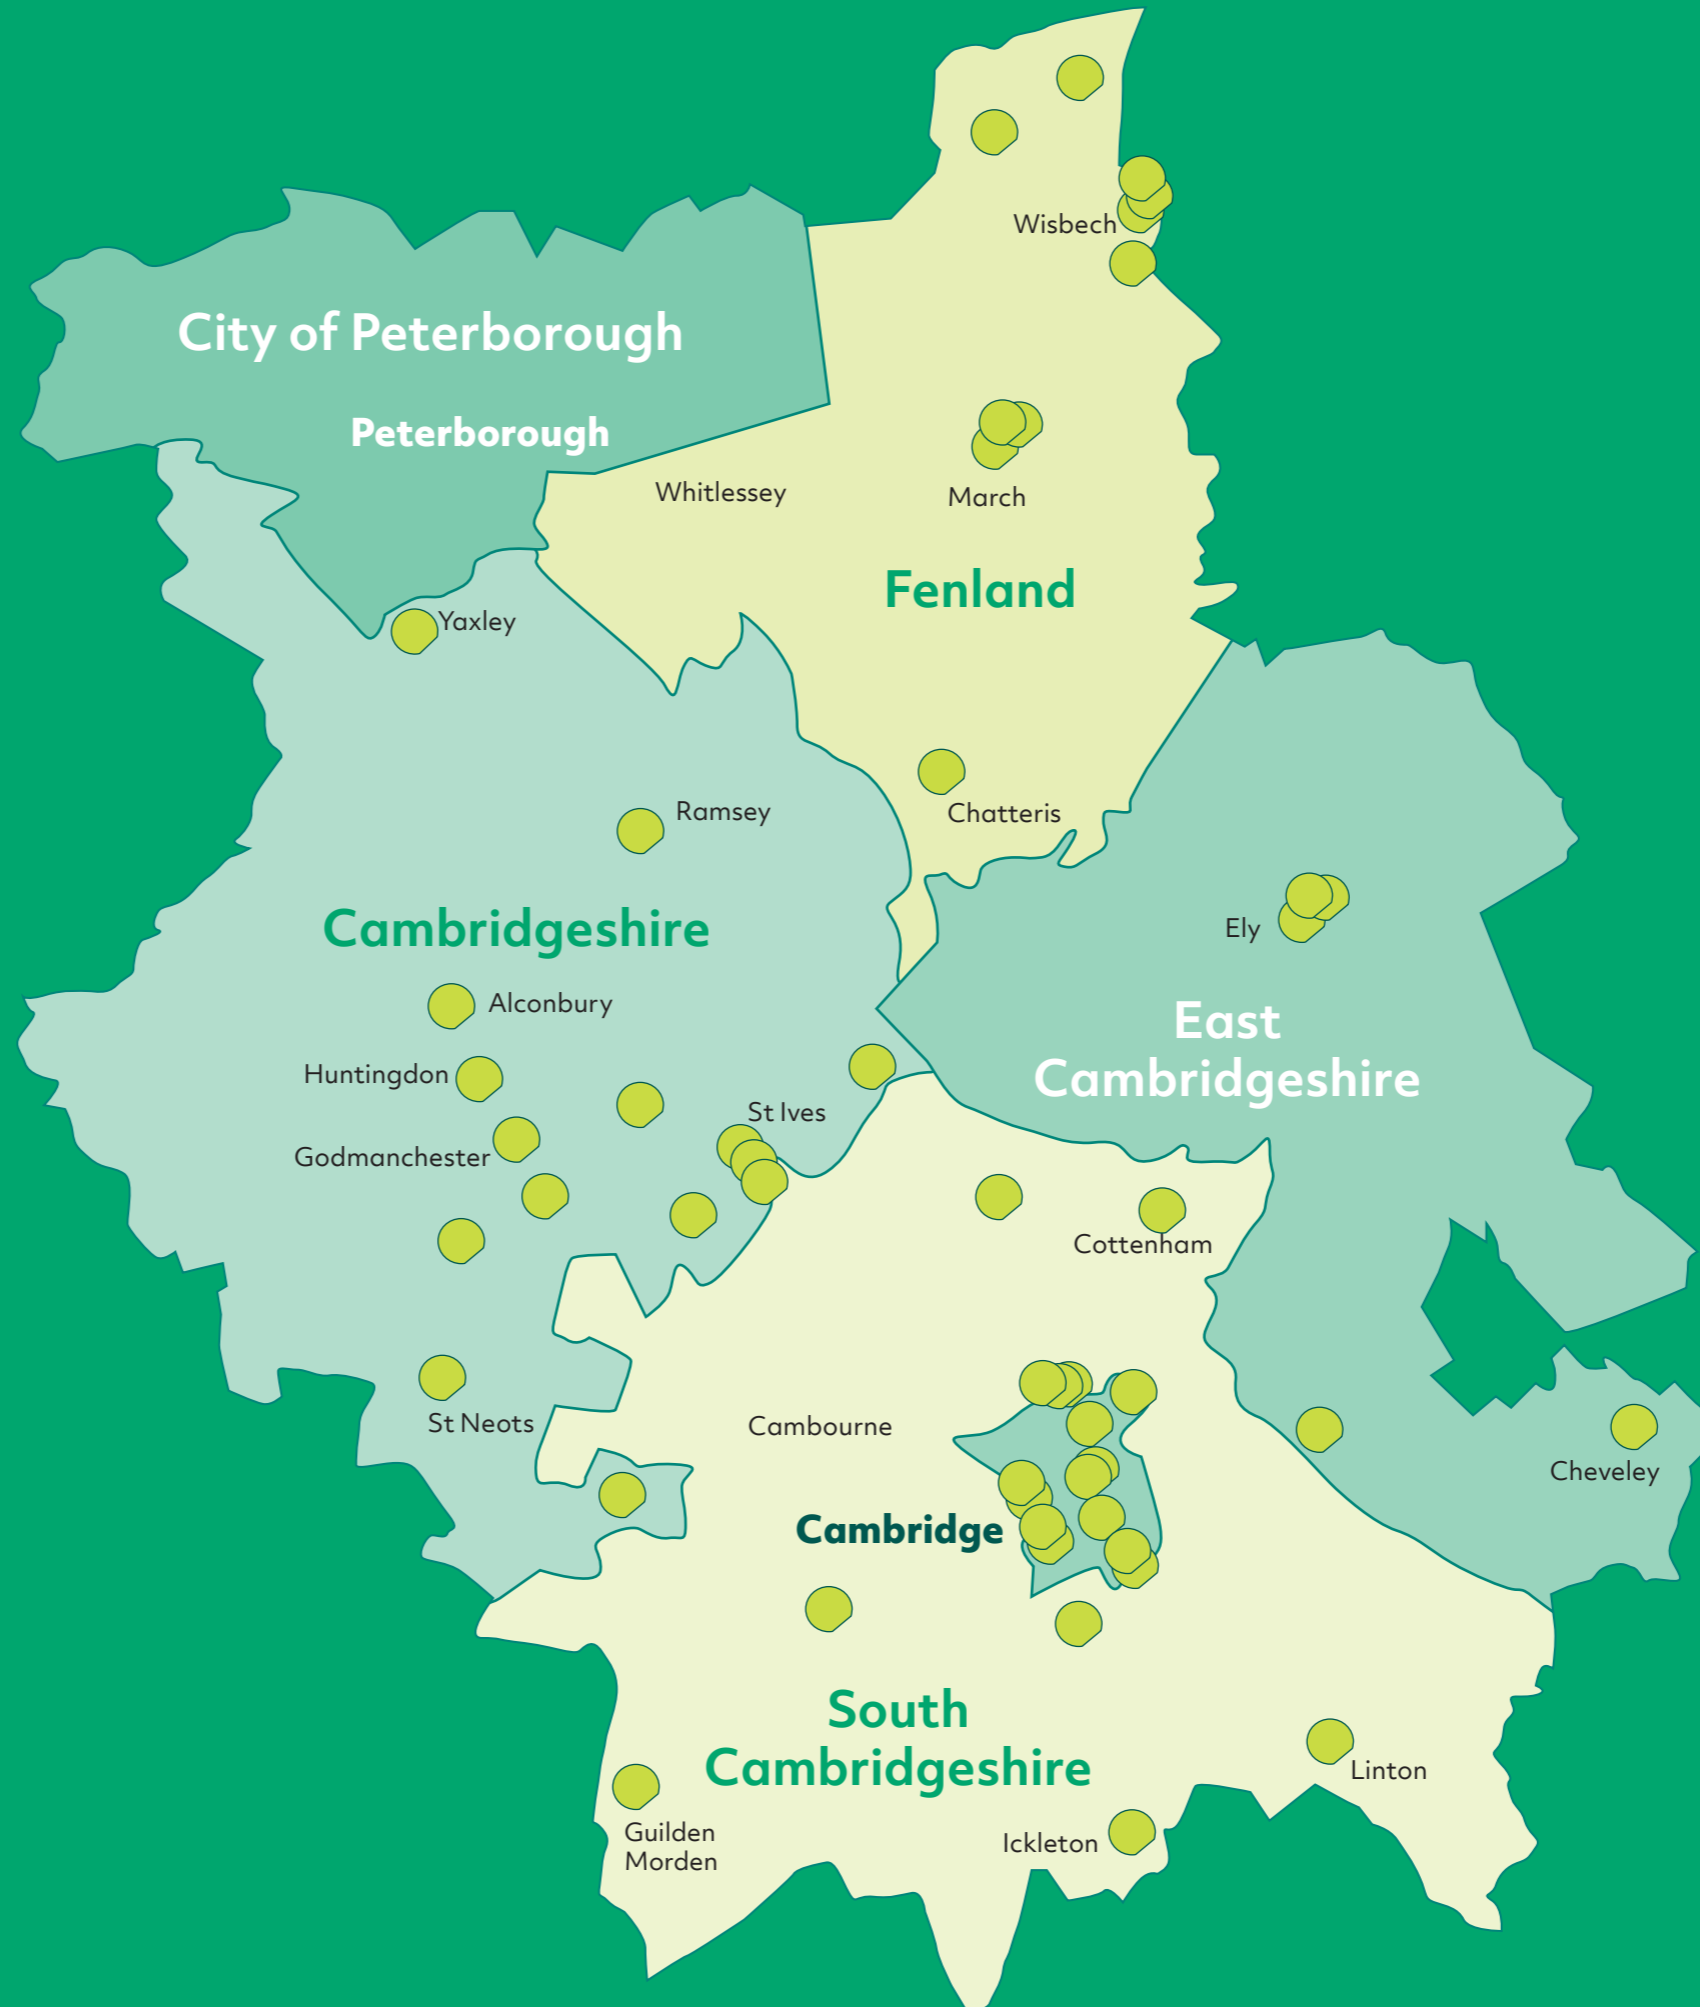 Wisbech
City of Peterborough
Peterborough
Whitlessey
March
Fenland
Yaxley
Ramsey
Chatteris
Cambridgeshire
Ely
Alconbury
East
Cambridgeshire
Huntingdon
St Ives
Godmanchester
Cottenham
St Neots
Cambourne
Cheveley
Cambridge
South
Cambridgeshire
Linton
Guilden
Morden
Ickleton